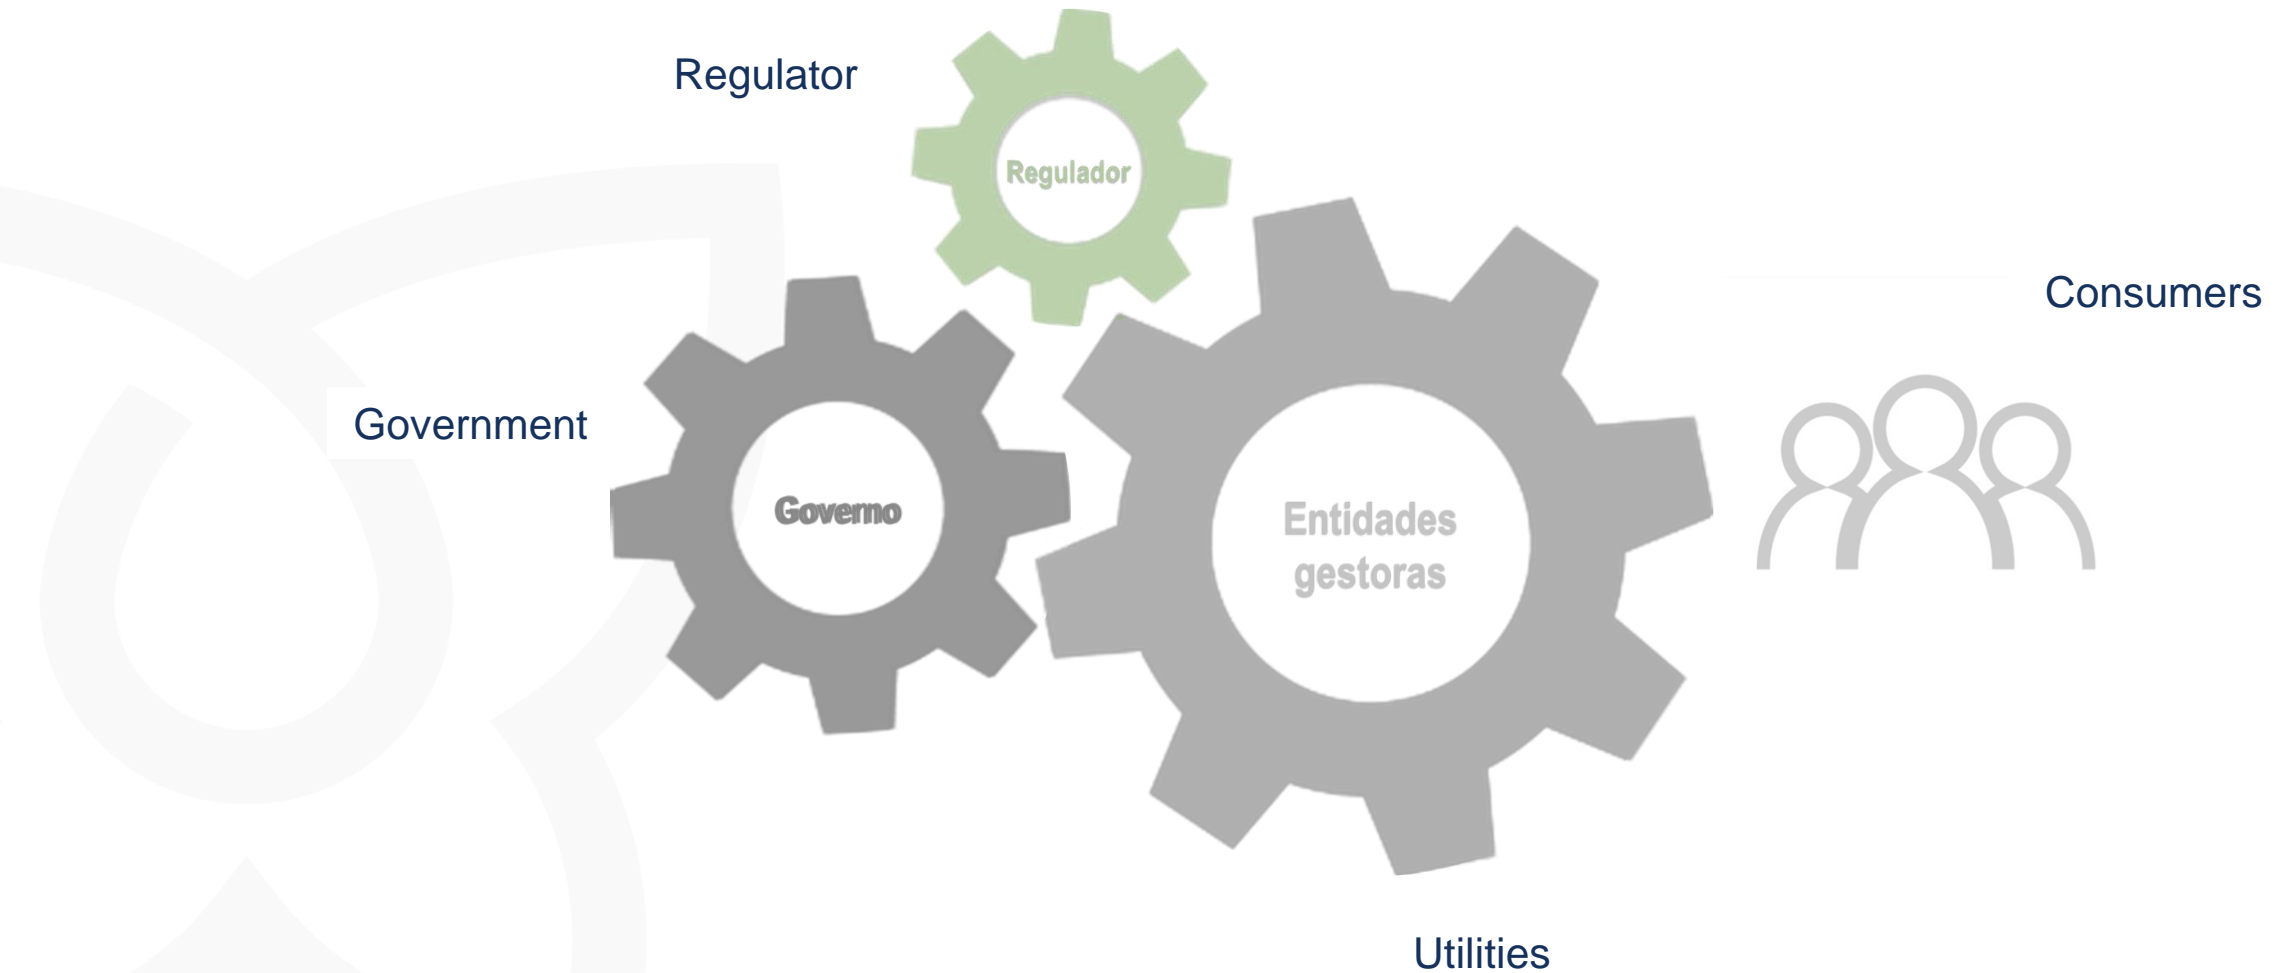 Regulator
Regulador
Consumers
Government
Governo
Entidades
gestoras
Utilities